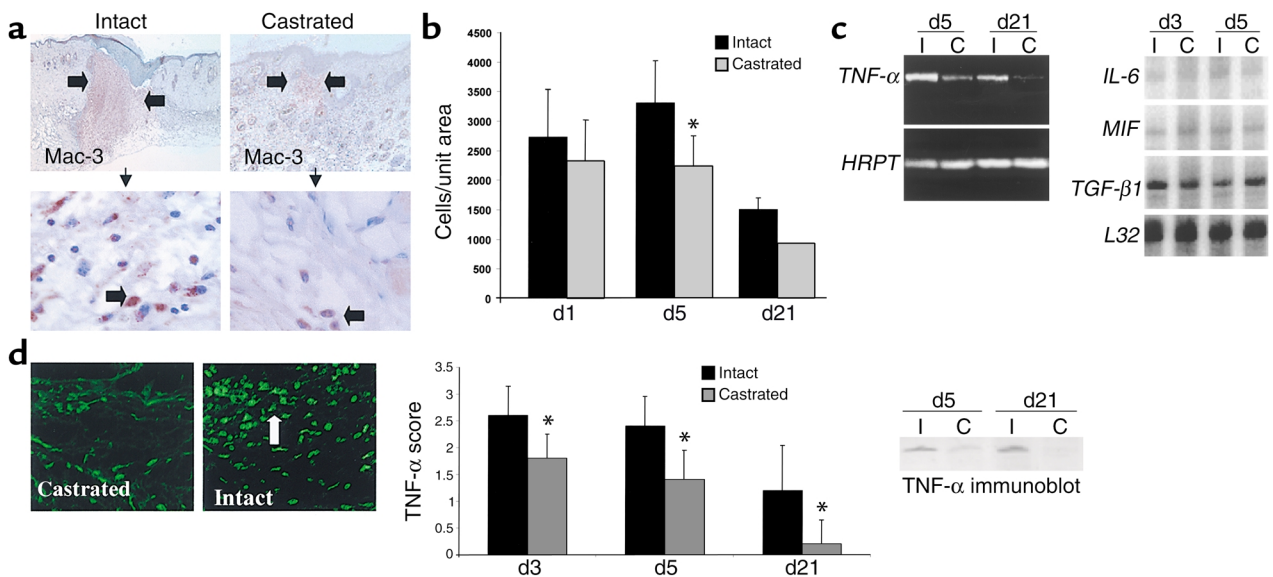 a
Intact
Castrated
Mac-3
Mac-3
b
4500
4000
3500
3000
2500
2000
1500
1000
500
0
Cells/unit area
Intact
Castrated
*
d1
d5
d21
c
d5
d21
I
C
I
C
TNF-α
HRPT
d3
d5
I
C
I
C
IL-6
MIF
TGF-β1
L32
d
Castrated
Intact
3.5
3
2.5
2
1.5
1
0.5
0
TNF-α score
Intact
Castrated
*
*
*
d3
d5
d21
d5
d21
I
C
I
C
TNF-α immunoblot